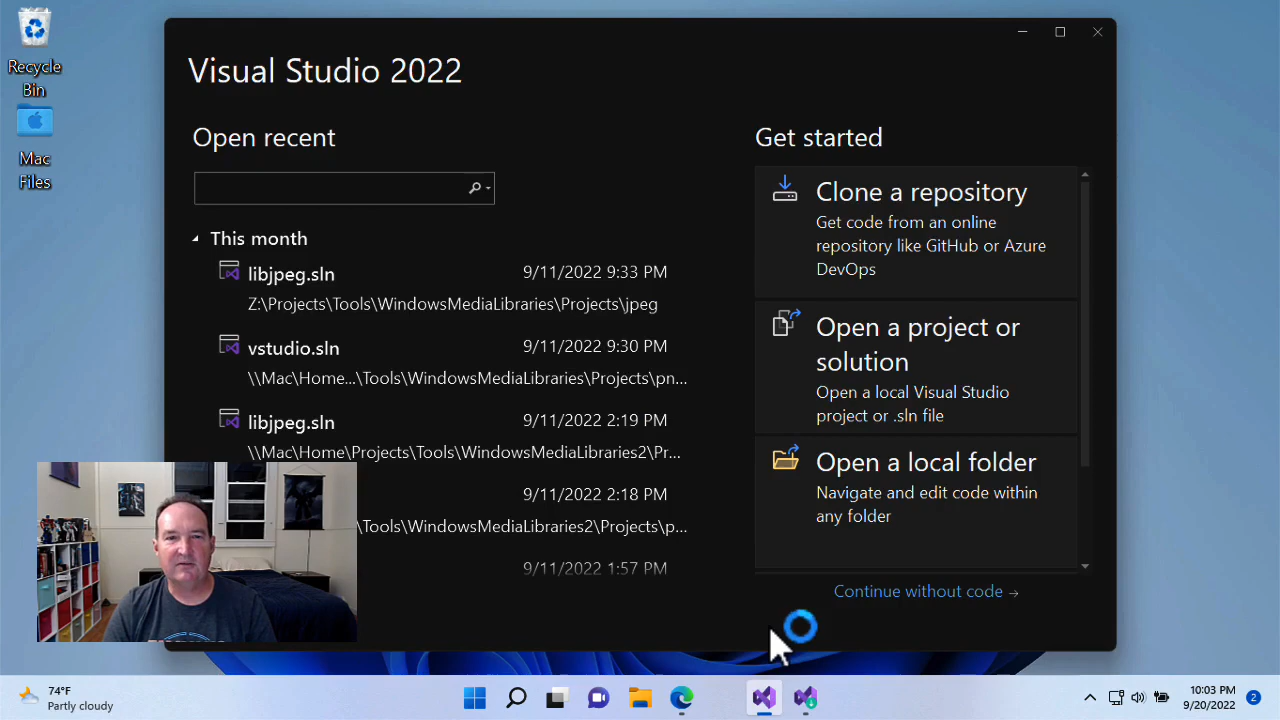 Recycle
Bin
Mac
Files
Visual Studio 2022
Open recent
This month
libjpeg.sln
9/11/2022 9:33 PM
Z:\Projects\Tools\WindowsMediaLibraries\Projects\jpeg
vstudio.sln
9/11/2022 9:30 PM
\\Mac\Home...\Tools\WindowsMediaLibraries\Projects\pn...
libjpeg.sln
9/11/2022 2:19 PM
\\Mac\Home\Projects\Tools\WindowsMediaLibraries2\Pr...
9/11/2022 2:18 PM
\Tools\WindowsMediaLibraries2\Projects\p...
9/11/2022 1:57 PM
Get started
Clone a repository
Get code from an online
repository like GitHub or Azure
DevOps
Open a project or
solution
Open a local Visual Studio
project or .sln file
Open a local folder
Navigate and edit code within
any folder
Continue without code →
74°F
Partly cloudy
10:03 PM
9/20/2022
2